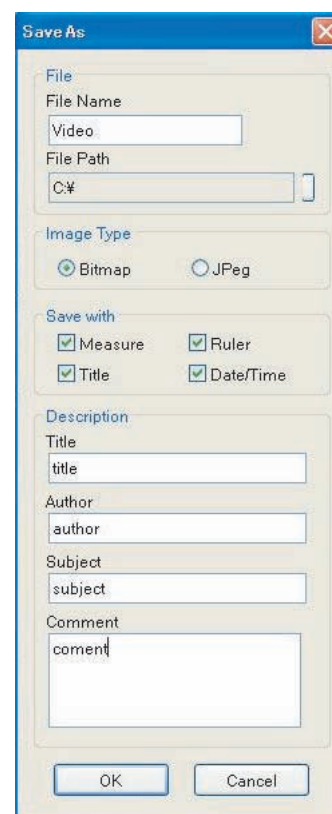 Save As
File
File Name
Video
File Path
C:¥
Image Type
Bitmap JPeg
Save with
Measure Ruler
Title Date/Time
Description
Title
title
Author
author
Subject
subject
Comment
coment
OK Cancel